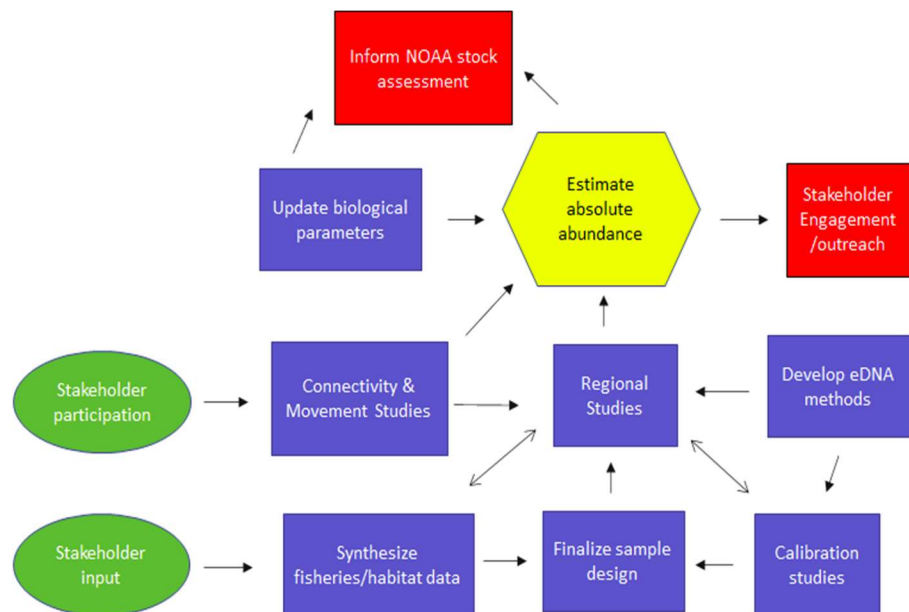 Inform NOAA stock
assessment
Update biological
parameters
Estimate
absolute
abundance
Stakeholder
Engagement
/outreach
Stakeholder
participation
Connectivity &
Movement Studies
Regional
Studies
Develop eDNA
methods
Stakeholder
input
Synthesize
fisheries/habitat data
Finalize sample
design
Calibration
studies